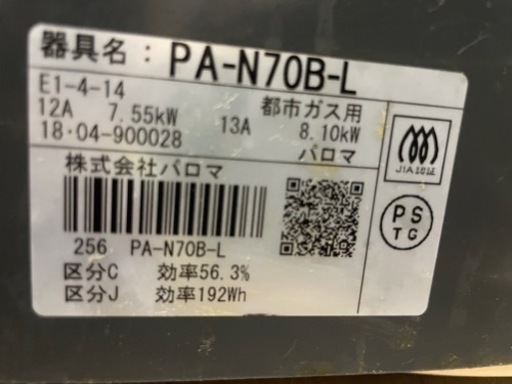 器具名：PA-N70B-L
E1-4-14
12A 7.55kW 13A 都市ガス用 8.10kW
18・04-900028 パロマ
株式会社パロマ
256 PA-N70B-L
区分C 効率56.3%
区分J 効率192Wh
JIA認証
PS
TG